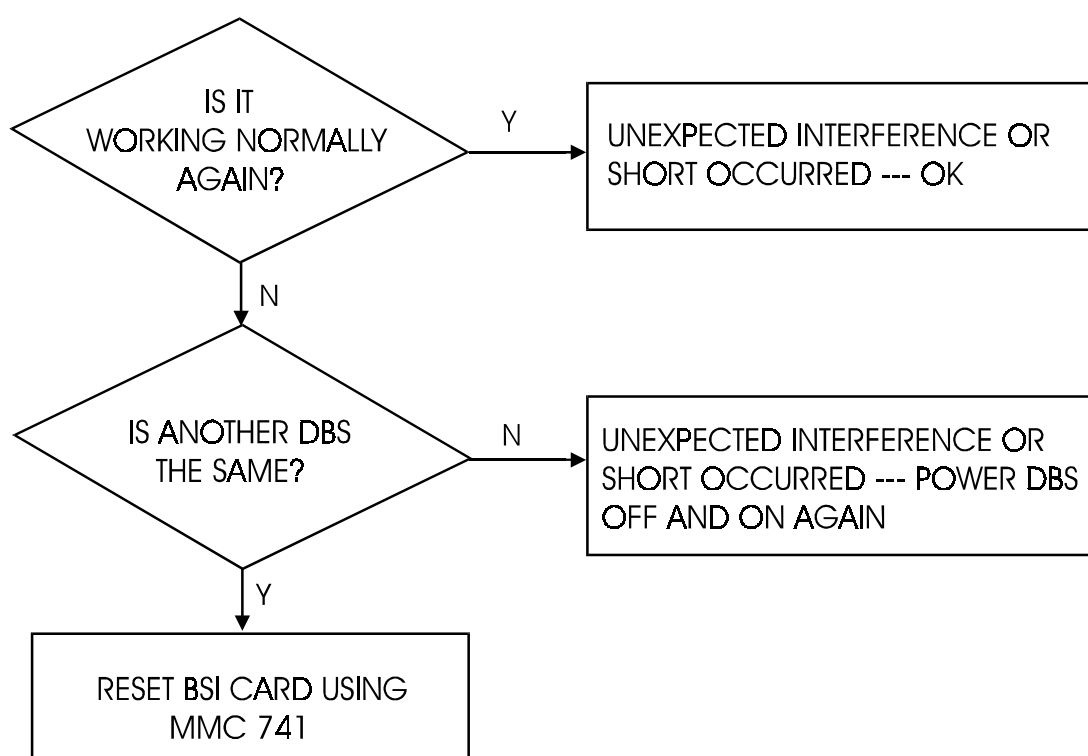 IS IT
WORKING NORMALLY
AGAIN?
Y
UNEXPECTED INTERFERENCE OR
SHORT OCCURRED --- OK
N
IS ANOTHER DBS
THE SAME?
N
UNEXPECTED INTERFERENCE OR
SHORT OCCURRED --- POWER DBS
OFF AND ON AGAIN
Y
RESET BSI CARD USING
MMC 741